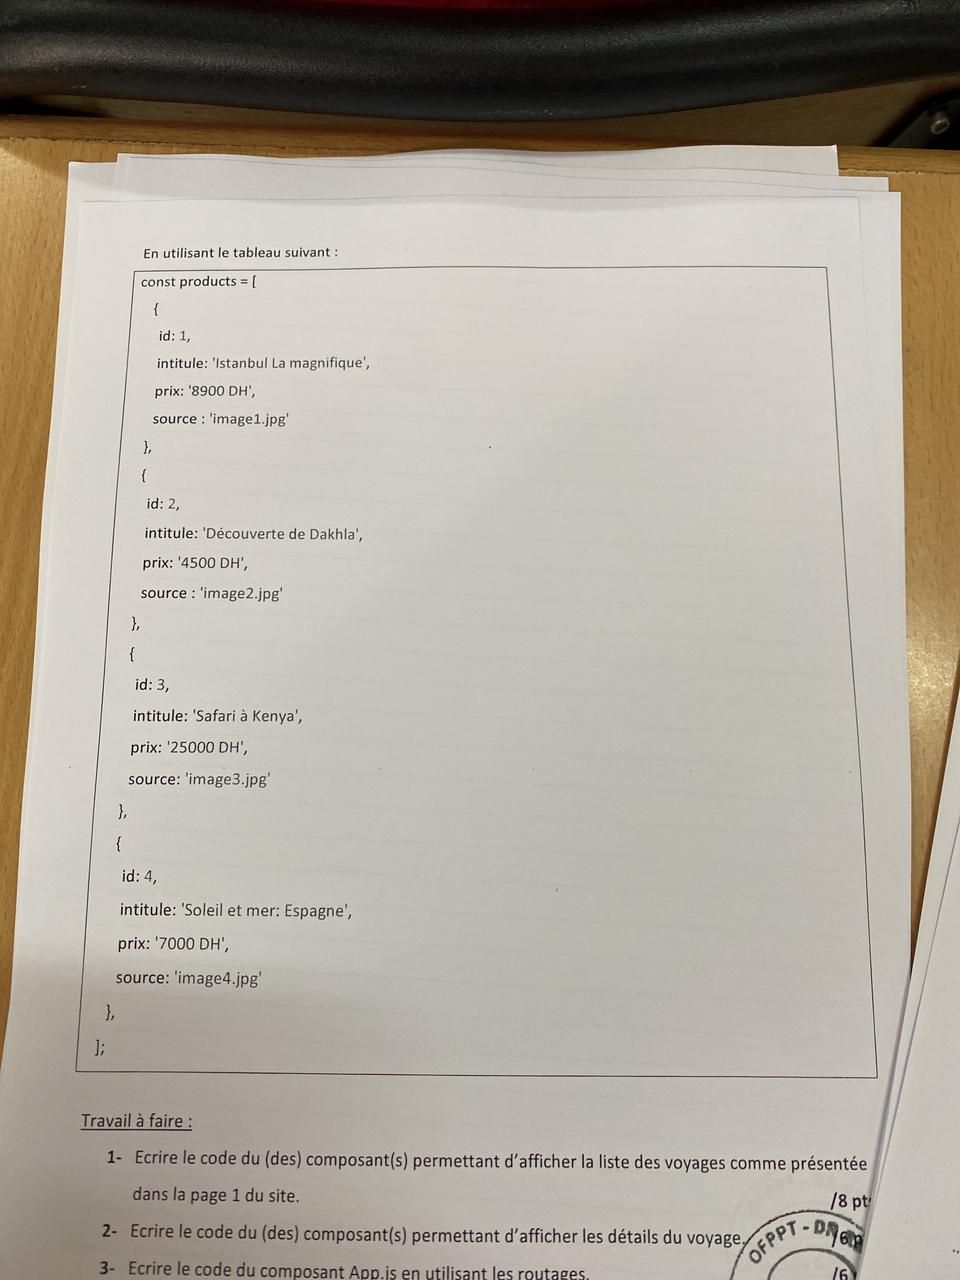 En utilisant le tableau suivant :
const products = [
{
id: 1,
intitule: 'Istanbul La magnifique',
prix: '8900 DH',
source : 'image1.jpg'
},
{
id: 2,
intitule: 'Découverte de Dakhla',
prix: '4500 DH',
source : 'image2.jpg'
},
{
id: 3,
intitule: 'Safari à Kenya',
prix: '25000 DH',
source: 'image3.jpg'
},
{
id: 4,
intitule: 'Soleil et mer: Espagne',
prix: '7000 DH',
source: 'image4.jpg'
},
];
Travail à faire :
1- Ecrire le code du (des) composant(s) permettant d'afficher la liste des voyages comme présentée
dans la page 1 du site.
/8 pt
2- Ecrire le code du (des) composant(s) permettant d'afficher les détails du voyage.
/6 p
OFPPT -
3- Ecrire le code du composant App.js en utilisant les routages.
/6